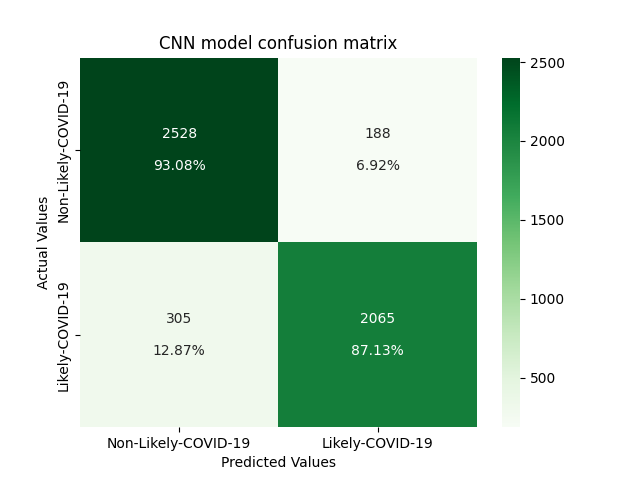 CNN model confusion matrix
Actual Values
Non-Likely-COVID-19
Likely-COVID-19
2528
93.08%
188
6.92%
305
12.87%
2065
87.13%
Non-Likely-COVID-19
Likely-COVID-19
Predicted Values
2500
2000
1500
1000
500